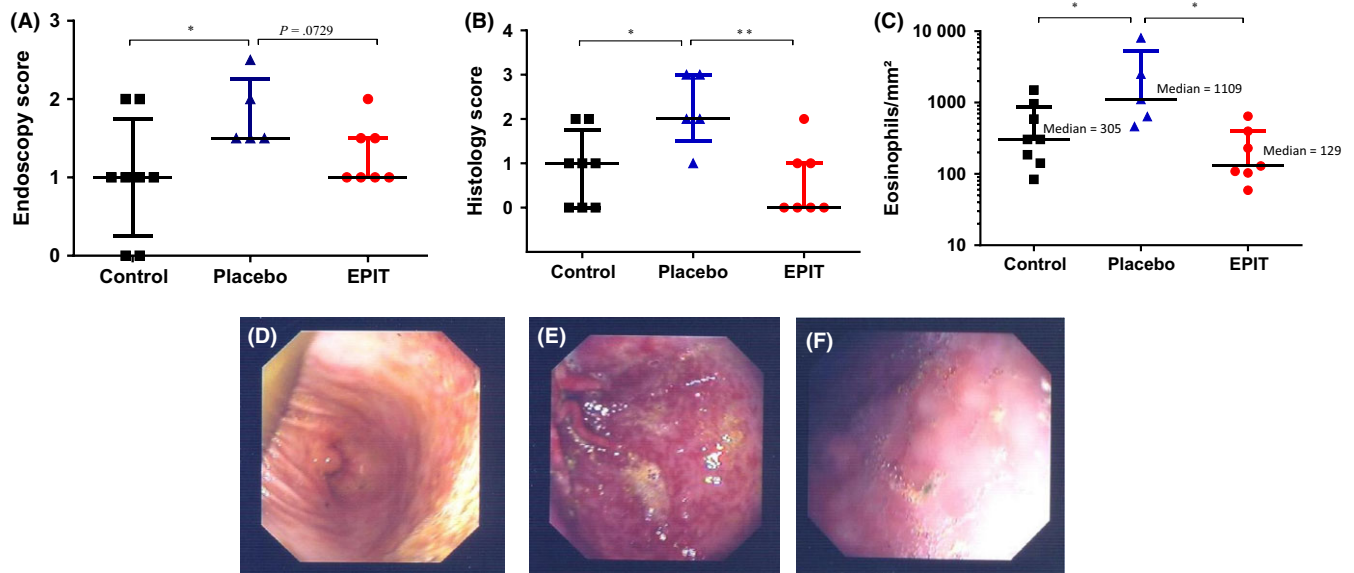 (A)
Endoscopy score
3
2
1
0
*
P = .0729
Control
Placebo
EPIT
(B)
Histology score
4
3
2
1
0
*
* *
Control
Placebo
EPIT
(C)
Eosinophils/mm²
10 000
1000
100
10
*
*
Median = 305
Median = 1109
Median = 129
Control
Placebo
EPIT
(D)
(E)
(F)